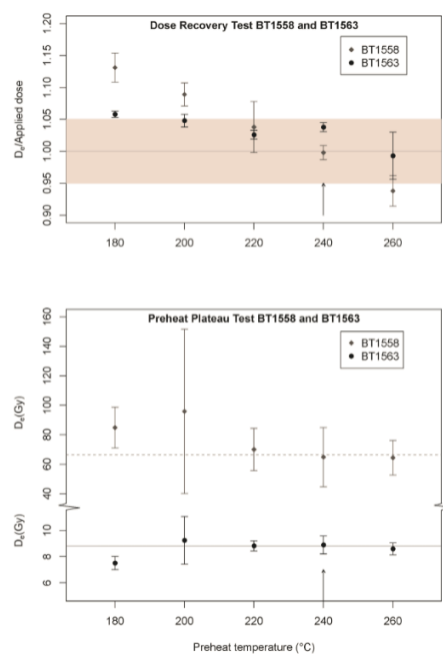 Dose Recovery Test BT1558 and BT1563
BT1558
BT1563
Dₑ/Applied dose
1.20
1.15
1.10
1.05
1.00
0.95
0.90
180 200 220 240 260
Preheat Plateau Test BT1558 and BT1563
BT1558
BT1563
Dₑ(Gy)
160
140
120
100
80
60
40
Dₑ(Gy)
10
8
6
180 200 220 240 260
Preheat temperature (°C)